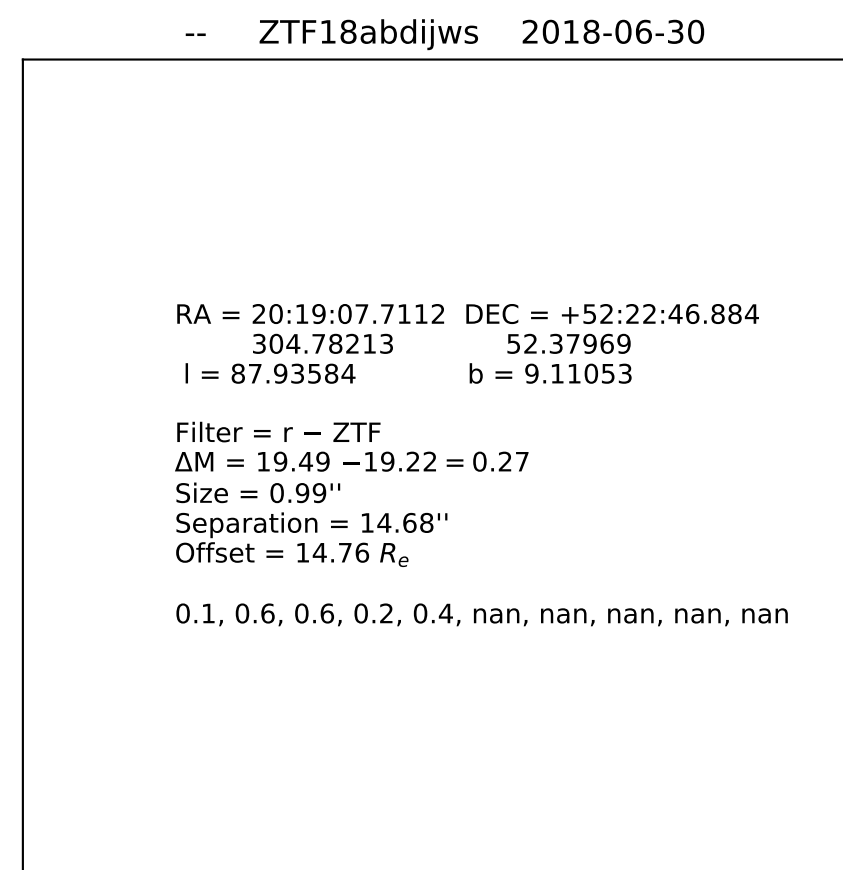 -- ZTF18abdijws 2018-06-30
RA = 20:19:07.7112 DEC = +52:22:46.884
304.78213 52.37969
l = 87.93584 b = 9.11053
Filter = r − ZTF
ΔM = 19.49 −19.22 = 0.27
Size = 0.99''
Separation = 14.68''
Offset = 14.76 Re
0.1, 0.6, 0.6, 0.2, 0.4, nan, nan, nan, nan, nan